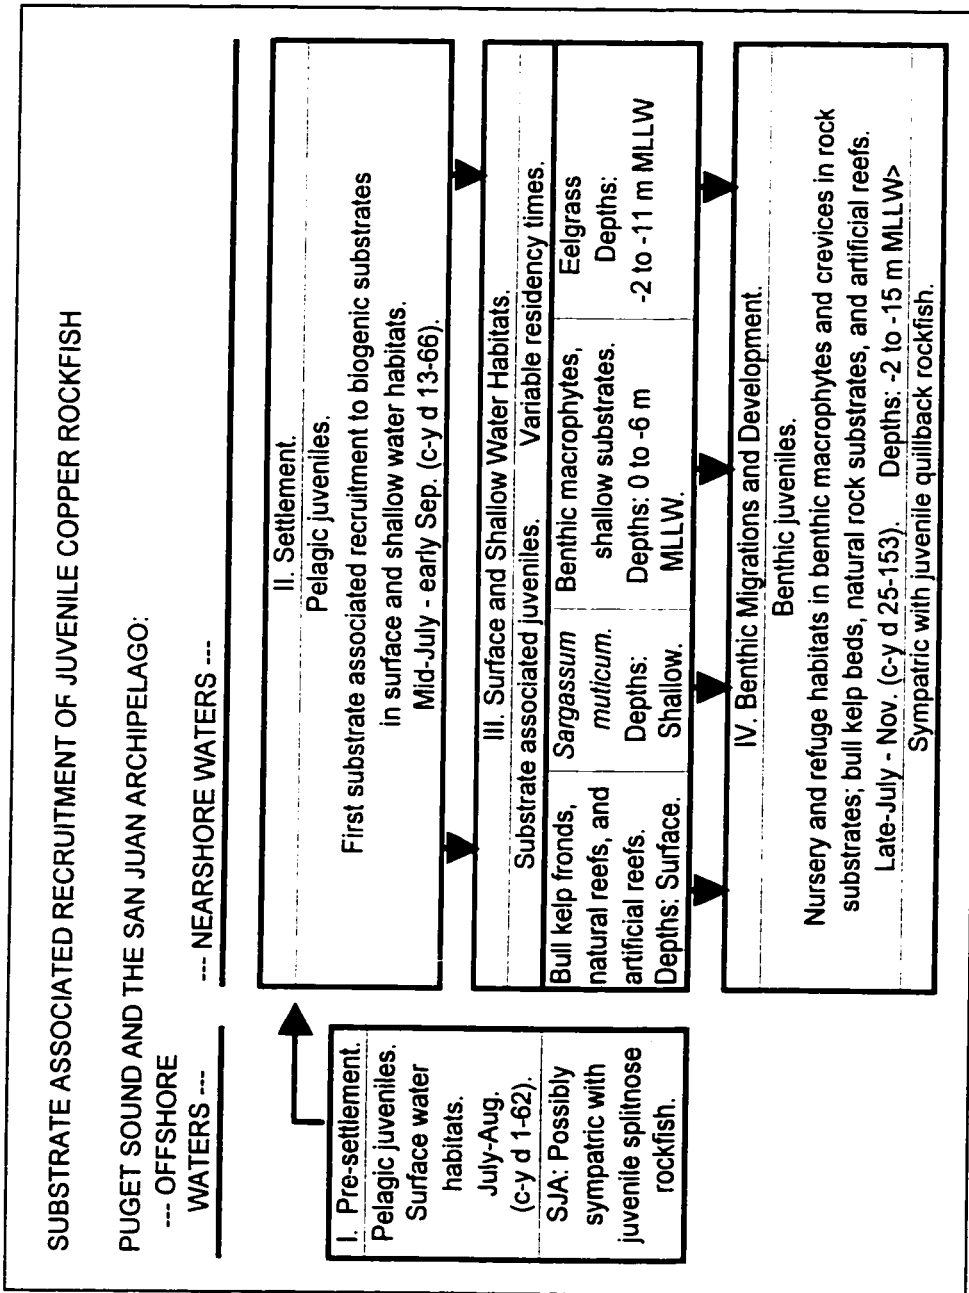 SUBSTRATE ASSOCIATED RECRUITMENT OF JUVENILE COPPER ROCKFISH
PUGET SOUND AND THE SAN JUAN ARCHIPELAGO:
--- OFFSHORE
WATERS ---
--- NEARSHORE WATERS ---
I. Pre-settlement.
Pelagic juveniles.
Surface water
habitats.
July-Aug.
(c-y d 1-62).
SJA: Possibly
sympatric with
juvenile splitnose
rockfish.
II. Settlement.
Pelagic juveniles.
First substrate associated recruitment to biogenic substrates
in surface and shallow water habitats.
Mid-July - early Sep. (c-y d 13-66).
III. Surface and Shallow Water Habitats.
Substrate associated juveniles. Variable residency times.
Bull kelp fronds,
natural reefs, and
artificial reefs.
Depths: Surface.
Sargassum
muticum.
Depths:
Shallow.
Benthic macrophytes,
shallow substrates.
Depths: 0 to -6 m
MLLW.
Eelgrass
Depths:
-2 to -11 m MLLW
IV. Benthic Migrations and Development.
Benthic juveniles.
Nursery and refuge habitats in benthic macrophytes and crevices in rock
substrates; bull kelp beds, natural rock substrates, and artificial reefs.
Late-July - Nov. (c-y d 25-153). Depths: -2 to -15 m MLLW>
Sympatric with juvenile quillback rockfish.